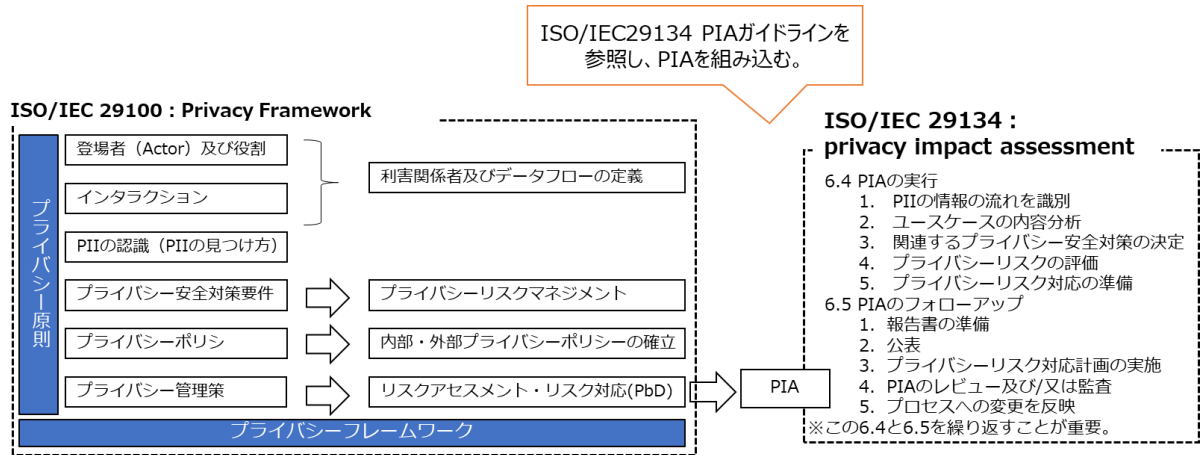 ISO/IEC29134 PIAガイドラインを
参照し、PIAを組み込む。
ISO/IEC 29100：Privacy Framework
プライバシー原則
登場者（Actor）及び役割
インタラクション
利害関係者及びデータフローの定義
PIIの認識（PIIの見つけ方）
プライバシー安全対策要件
プライバシーリスクマネジメント
プライバシーポリシ
内部・外部プライバシーポリシーの確立
プライバシー管理策
リスクアセスメント・リスク対応(PbD)
プライバシーフレームワーク
PIA
ISO/IEC 29134：
privacy impact assessment
6.4 PIAの実行
1. PIIの情報の流れを識別
2. ユースケースの内容分析
3. 関連するプライバシー安全対策の決定
4. プライバシーリスクの評価
5. プライバシーリスク対応の準備
6.5 PIAのフォローアップ
1. 報告書の準備
2. 公表
3. プライバシーリスク対応計画の実施
4. PIAのレビュー及び/又は監査
5. プロセスへの変更を反映
※この6.4と6.5を繰り返すことが重要。